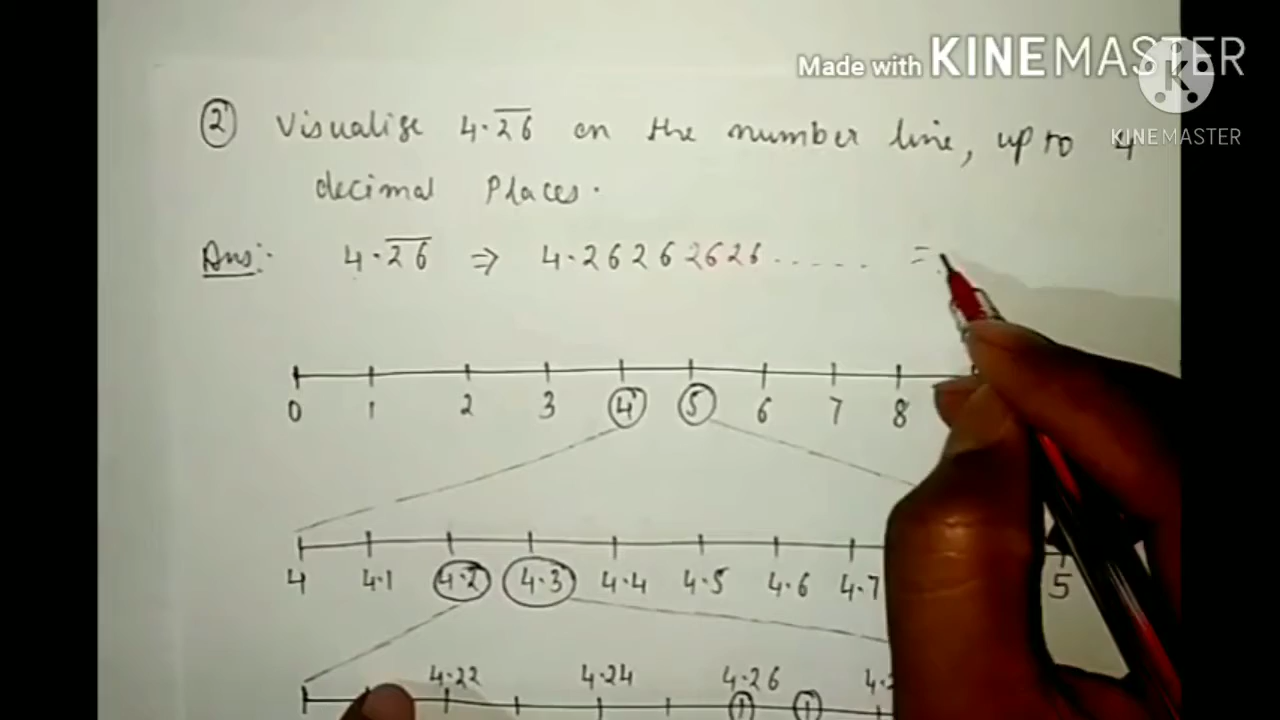 Made with KINEMASTER
K
KINEMASTER
② Visualise 4.2̅6̅ on the number line, up to 4
decimal Places.
Ans:- 4.2̅6̅ ⇒ 4.26262626...... =
0 1 2 3 4 5 6 7 8
4 4.1 4.2 4.3 4.4 4.5 4.6 4.7 5
4.22 4.24 4.26